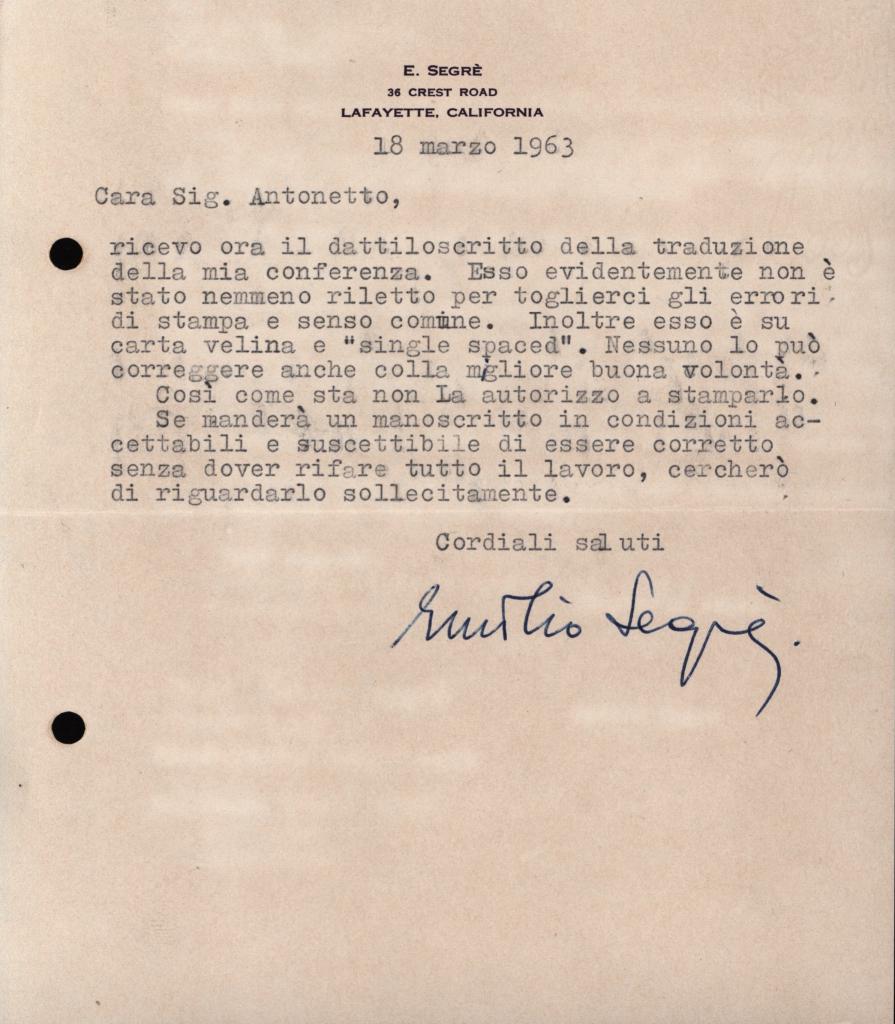 E. SEGRÈ
36 CREST ROAD
LAFAYETTE, CALIFORNIA
18 marzo 1963
Cara Sig. Antonetto,
ricevo ora il dattiloscritto della traduzione
della mia conferenza. Esso evidentemente non è
stato nemmeno riletto per toglierci gli errori
di stampa e senso comune. Inoltre esso è su
carta velina e "single spaced". Nessuno lo può
correggere anche colla migliore buona volontà.
Così come sta non La autorizzo a stamparlo.
Se manderà un manoscritto in condizioni ac-
cettabili e suscettibile di essere corretto
senza dover rifare tutto il lavoro, cercherò
di riguardarlo sollecitamente.
Cordiali saluti
Emilio Segrè.